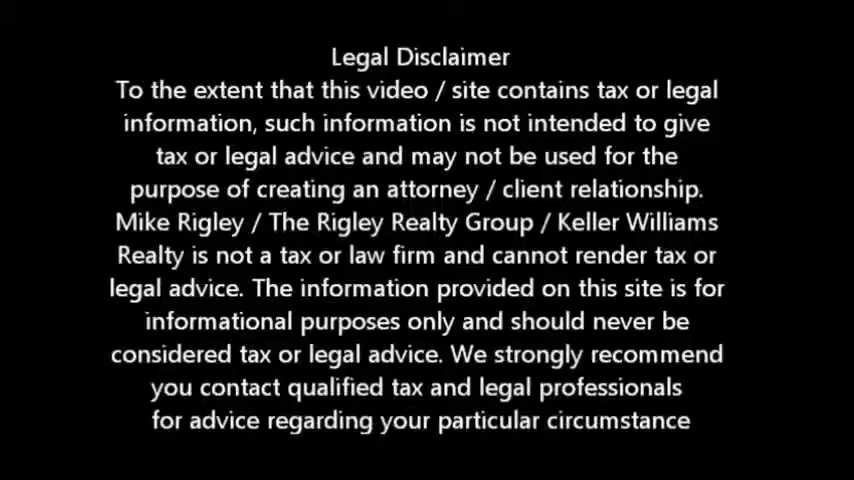 Legal Disclaimer
To the extent that this video / site contains tax or legal
information, such information is not intended to give
tax or legal advice and may not be used for the
purpose of creating an attorney / client relationship.
Mike Rigley / The Rigley Realty Group / Keller Williams
Realty is not a tax or law firm and cannot render tax or
legal advice. The information provided on this site is for
informational purposes only and should never be
considered tax or legal advice. We strongly recommend
you contact qualified tax and legal professionals
for advice regarding your particular circumstance